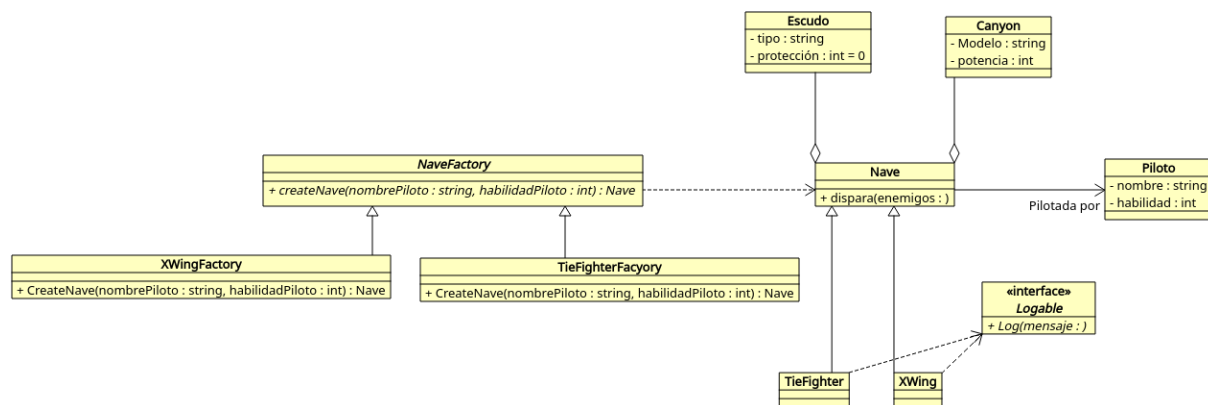 Escudo
- tipo : string
- protección : int = 0
Canyon
- Modelo : string
- potencia : int
NaveFactory
+ createNave(nombrePiloto : string, habilidadPiloto : int) : Nave
Nave
+ dispara(enemigos : )
Piloto
- nombre : string
- habilidad : int
Pilotada por
XWingFactory
+ CreateNave(nombrePiloto : string, habilidadPiloto : int) : Nave
TieFighterFacyory
+ CreateNave(nombrePiloto : string, habilidadPiloto : int) : Nave
«interface»
Logable
+ Log(mensaje : )
TieFighter
XWing